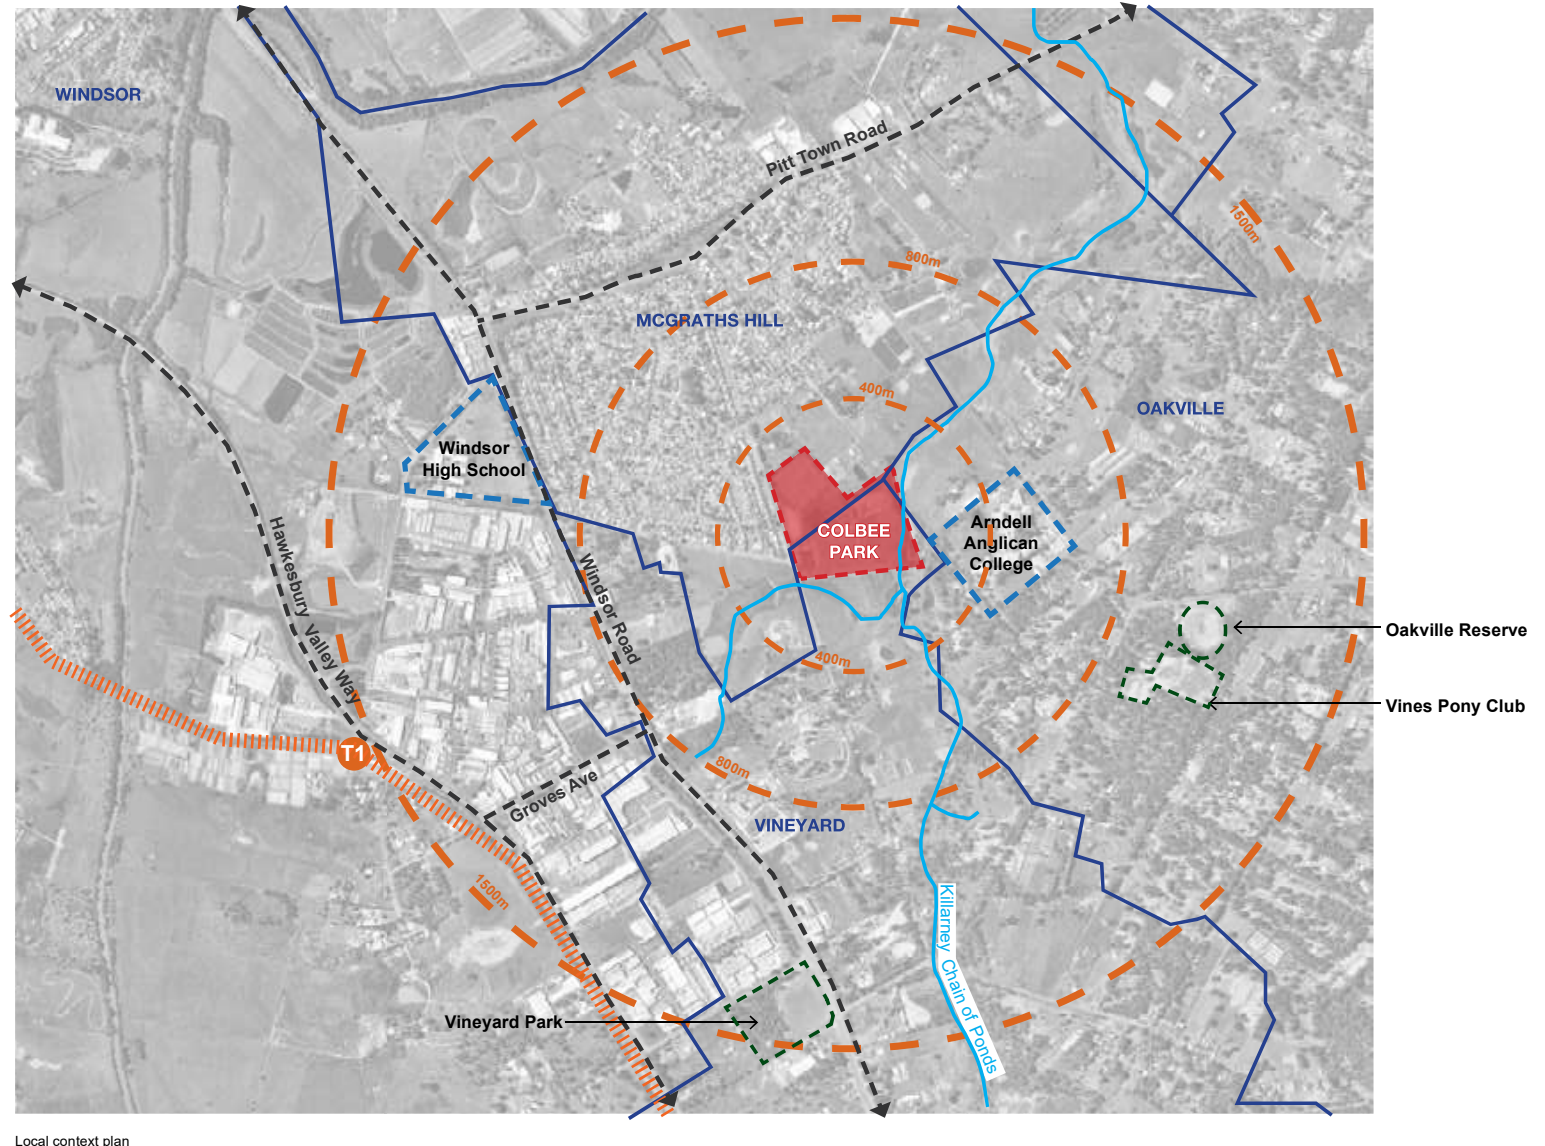 WINDSOR
Pitt Town Road
1500m
800m
MCGRATHS HILL
400m
OAKVILLE
Windsor
High School
COLBEE
PARK
Arndell
Anglican
College
Hawkesbury Valley Way
Windsor Road
Oakville Reserve
400m
Vines Pony Club
T1
800m
Groves Ave
VINEYARD
1500m
Killarney Chain of Ponds
Vineyard Park
Local context plan